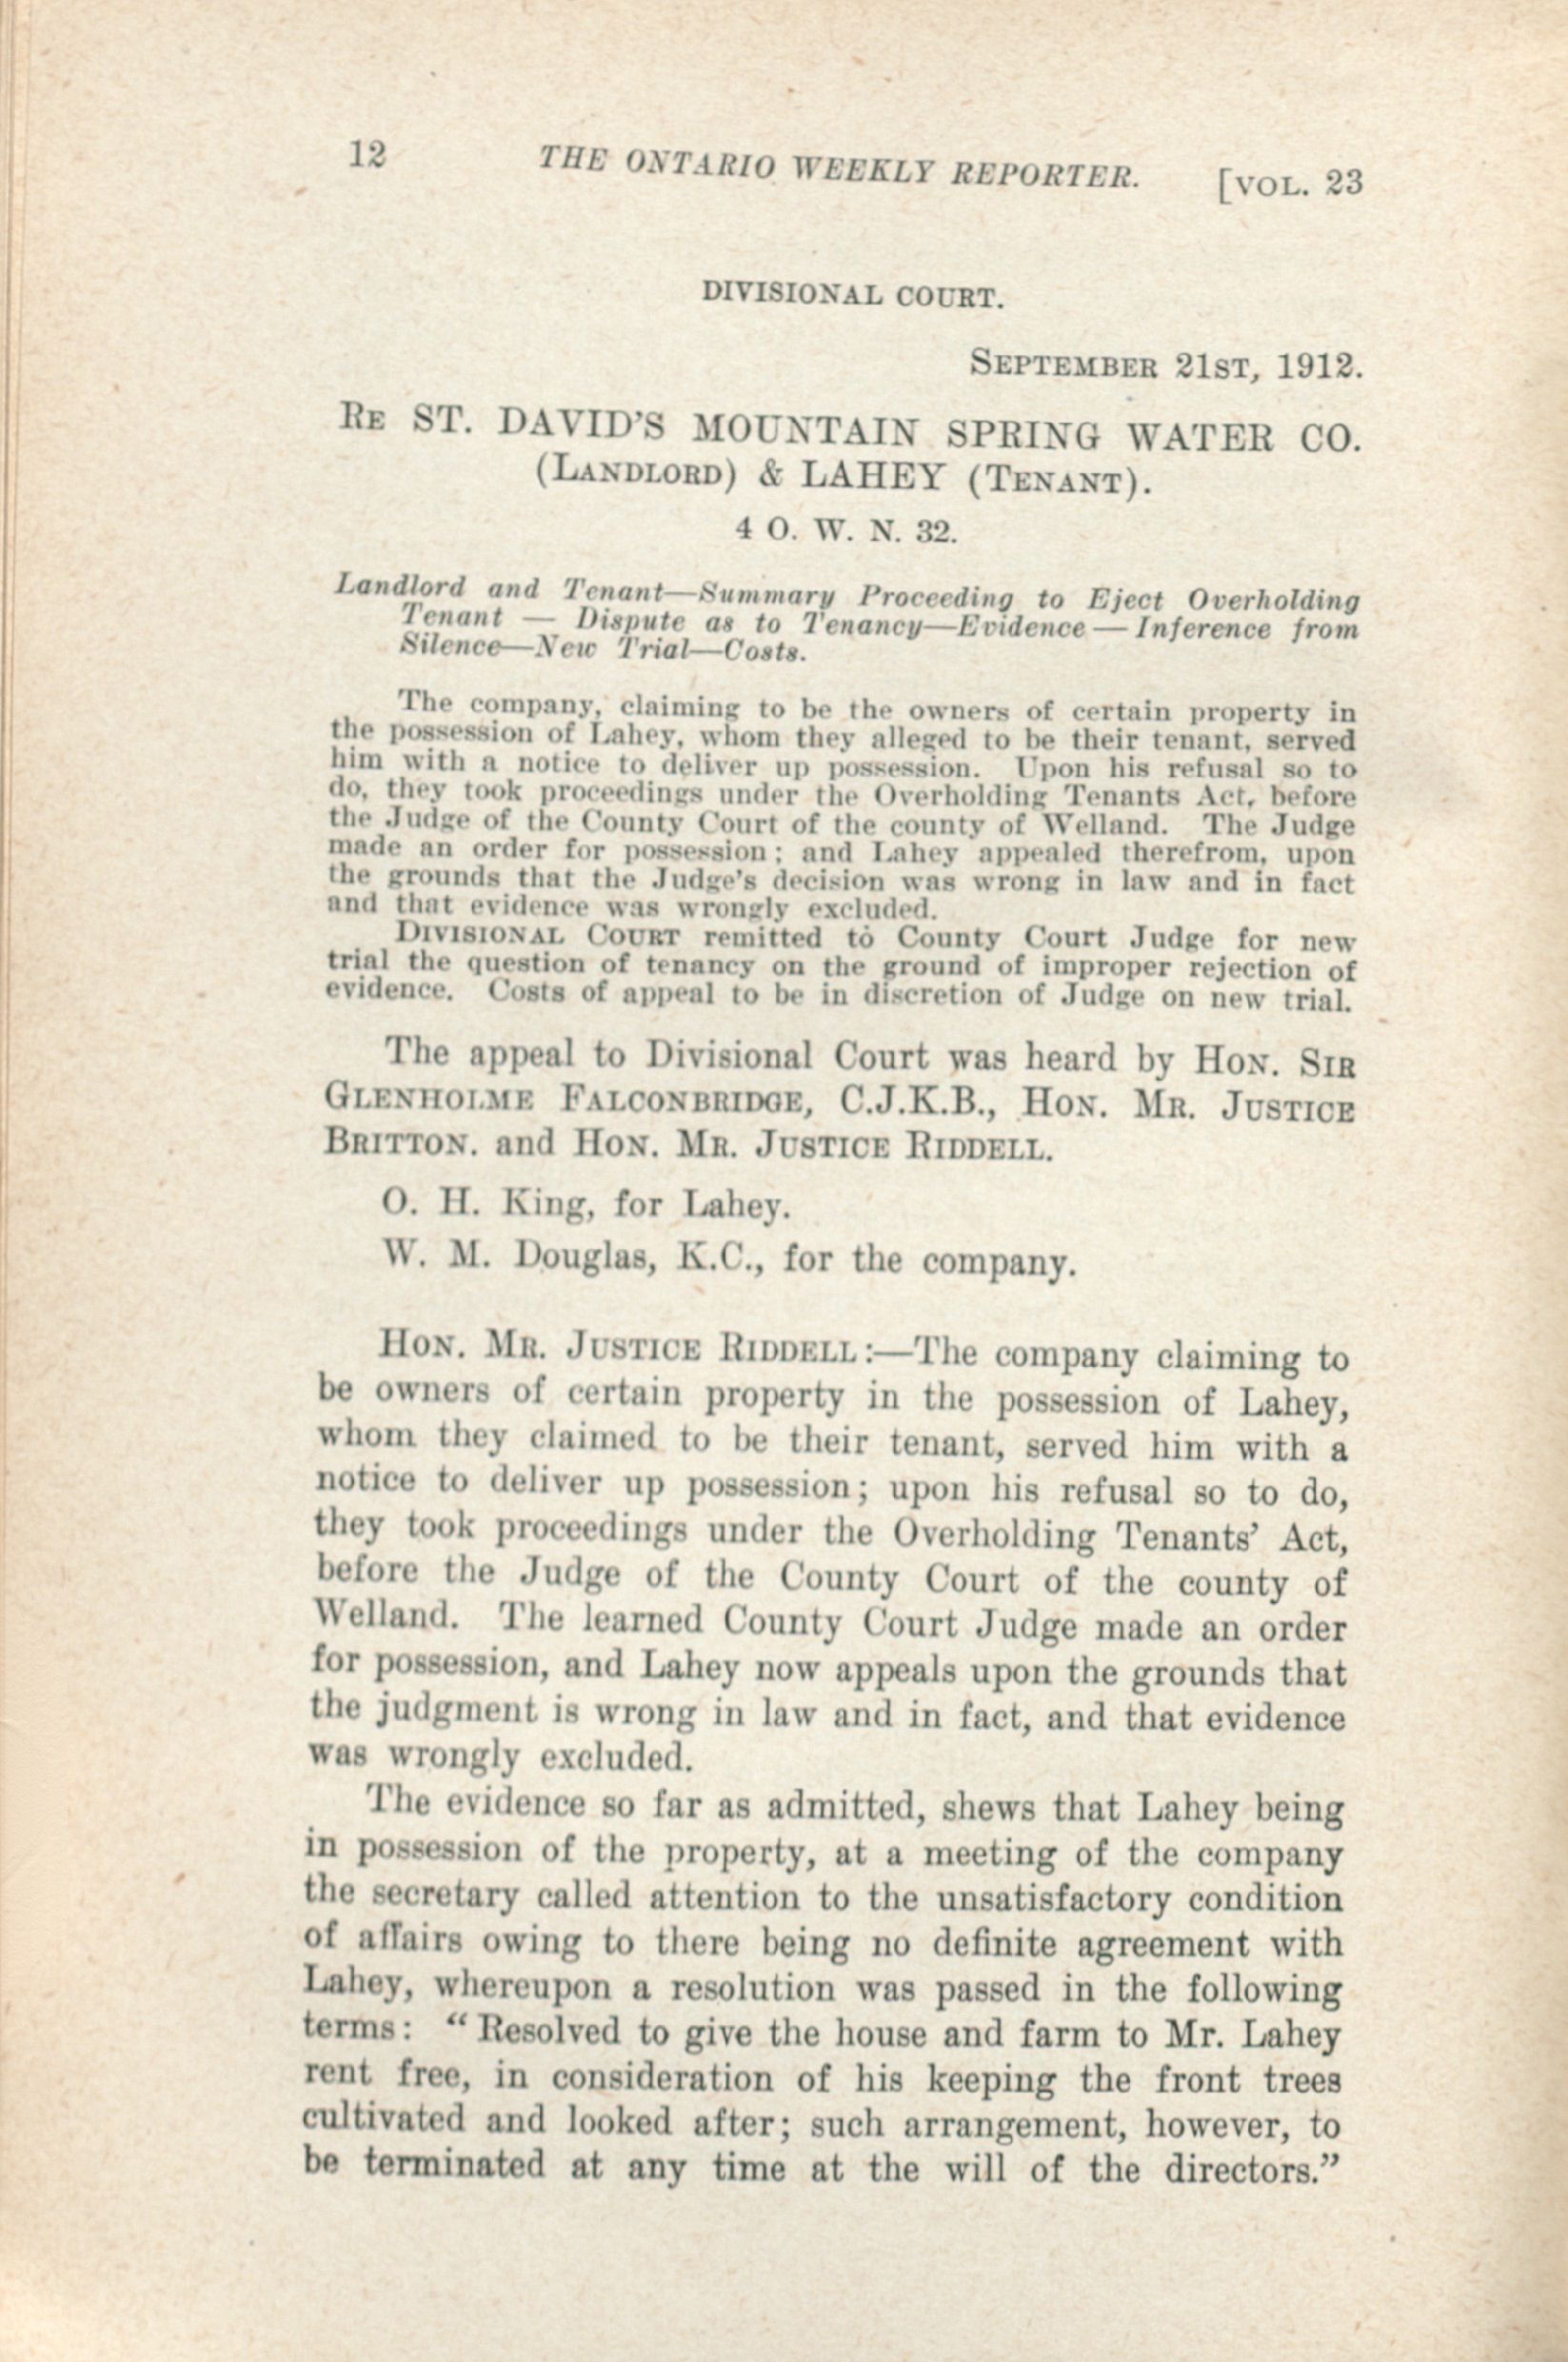 12 THE ONTARIO WEEKLY REPORTER. [VOL. 23
DIVISIONAL COURT.
SEPTEMBER 21ST, 1912.
RE ST. DAVID'S MOUNTAIN SPRING WATER CO.
(LANDLORD) & LAHEY (TENANT).
4 O. W. N. 32.
Landlord and Tenant—Summary Proceeding to Eject Overholding
Tenant — Dispute as to Tenancy—Evidence — Inference from
Silence—New Trial—Costs.
The company, claiming to be the owners of certain property in
the possession of Lahey, whom they alleged to be their tenant, served
him with a notice to deliver up possession. Upon his refusal so to
do, they took proceedings under the Overholding Tenants Act, before
the Judge of the County Court of the county of Welland. The Judge
made an order for possession; and Lahey appealed therefrom, upon
the grounds that the Judge's decision was wrong in law and in fact
and that evidence was wrongly excluded.
DIVISIONAL COURT remitted to County Court Judge for new
trial the question of tenancy on the ground of improper rejection of
evidence. Costs of appeal to be in discretion of Judge on new trial.
The appeal to Divisional Court was heard by HON. SIR
GLENHOLME FALCONBRIDGE, C.J.K.B., HON. MR. JUSTICE
BRITTON. and HON. MR. JUSTICE RIDDELL.
O. H. King, for Lahey.
W. M. Douglas, K.C., for the company.
HON. MR. JUSTICE RIDDELL:—The company claiming to
be owners of certain property in the possession of Lahey,
whom they claimed to be their tenant, served him with a
notice to deliver up possession; upon his refusal so to do,
they took proceedings under the Overholding Tenants' Act,
before the Judge of the County Court of the county of
Welland. The learned County Court Judge made an order
for possession, and Lahey now appeals upon the grounds that
the judgment is wrong in law and in fact, and that evidence
was wrongly excluded.
The evidence so far as admitted, shews that Lahey being
in possession of the property, at a meeting of the company
the secretary called attention to the unsatisfactory condition
of affairs owing to there being no definite agreement with
Lahey, whereupon a resolution was passed in the following
terms: "Resolved to give the house and farm to Mr. Lahey
rent free, in consideration of his keeping the front trees
cultivated and looked after; such arrangement, however, to
be terminated at any time at the will of the directors."